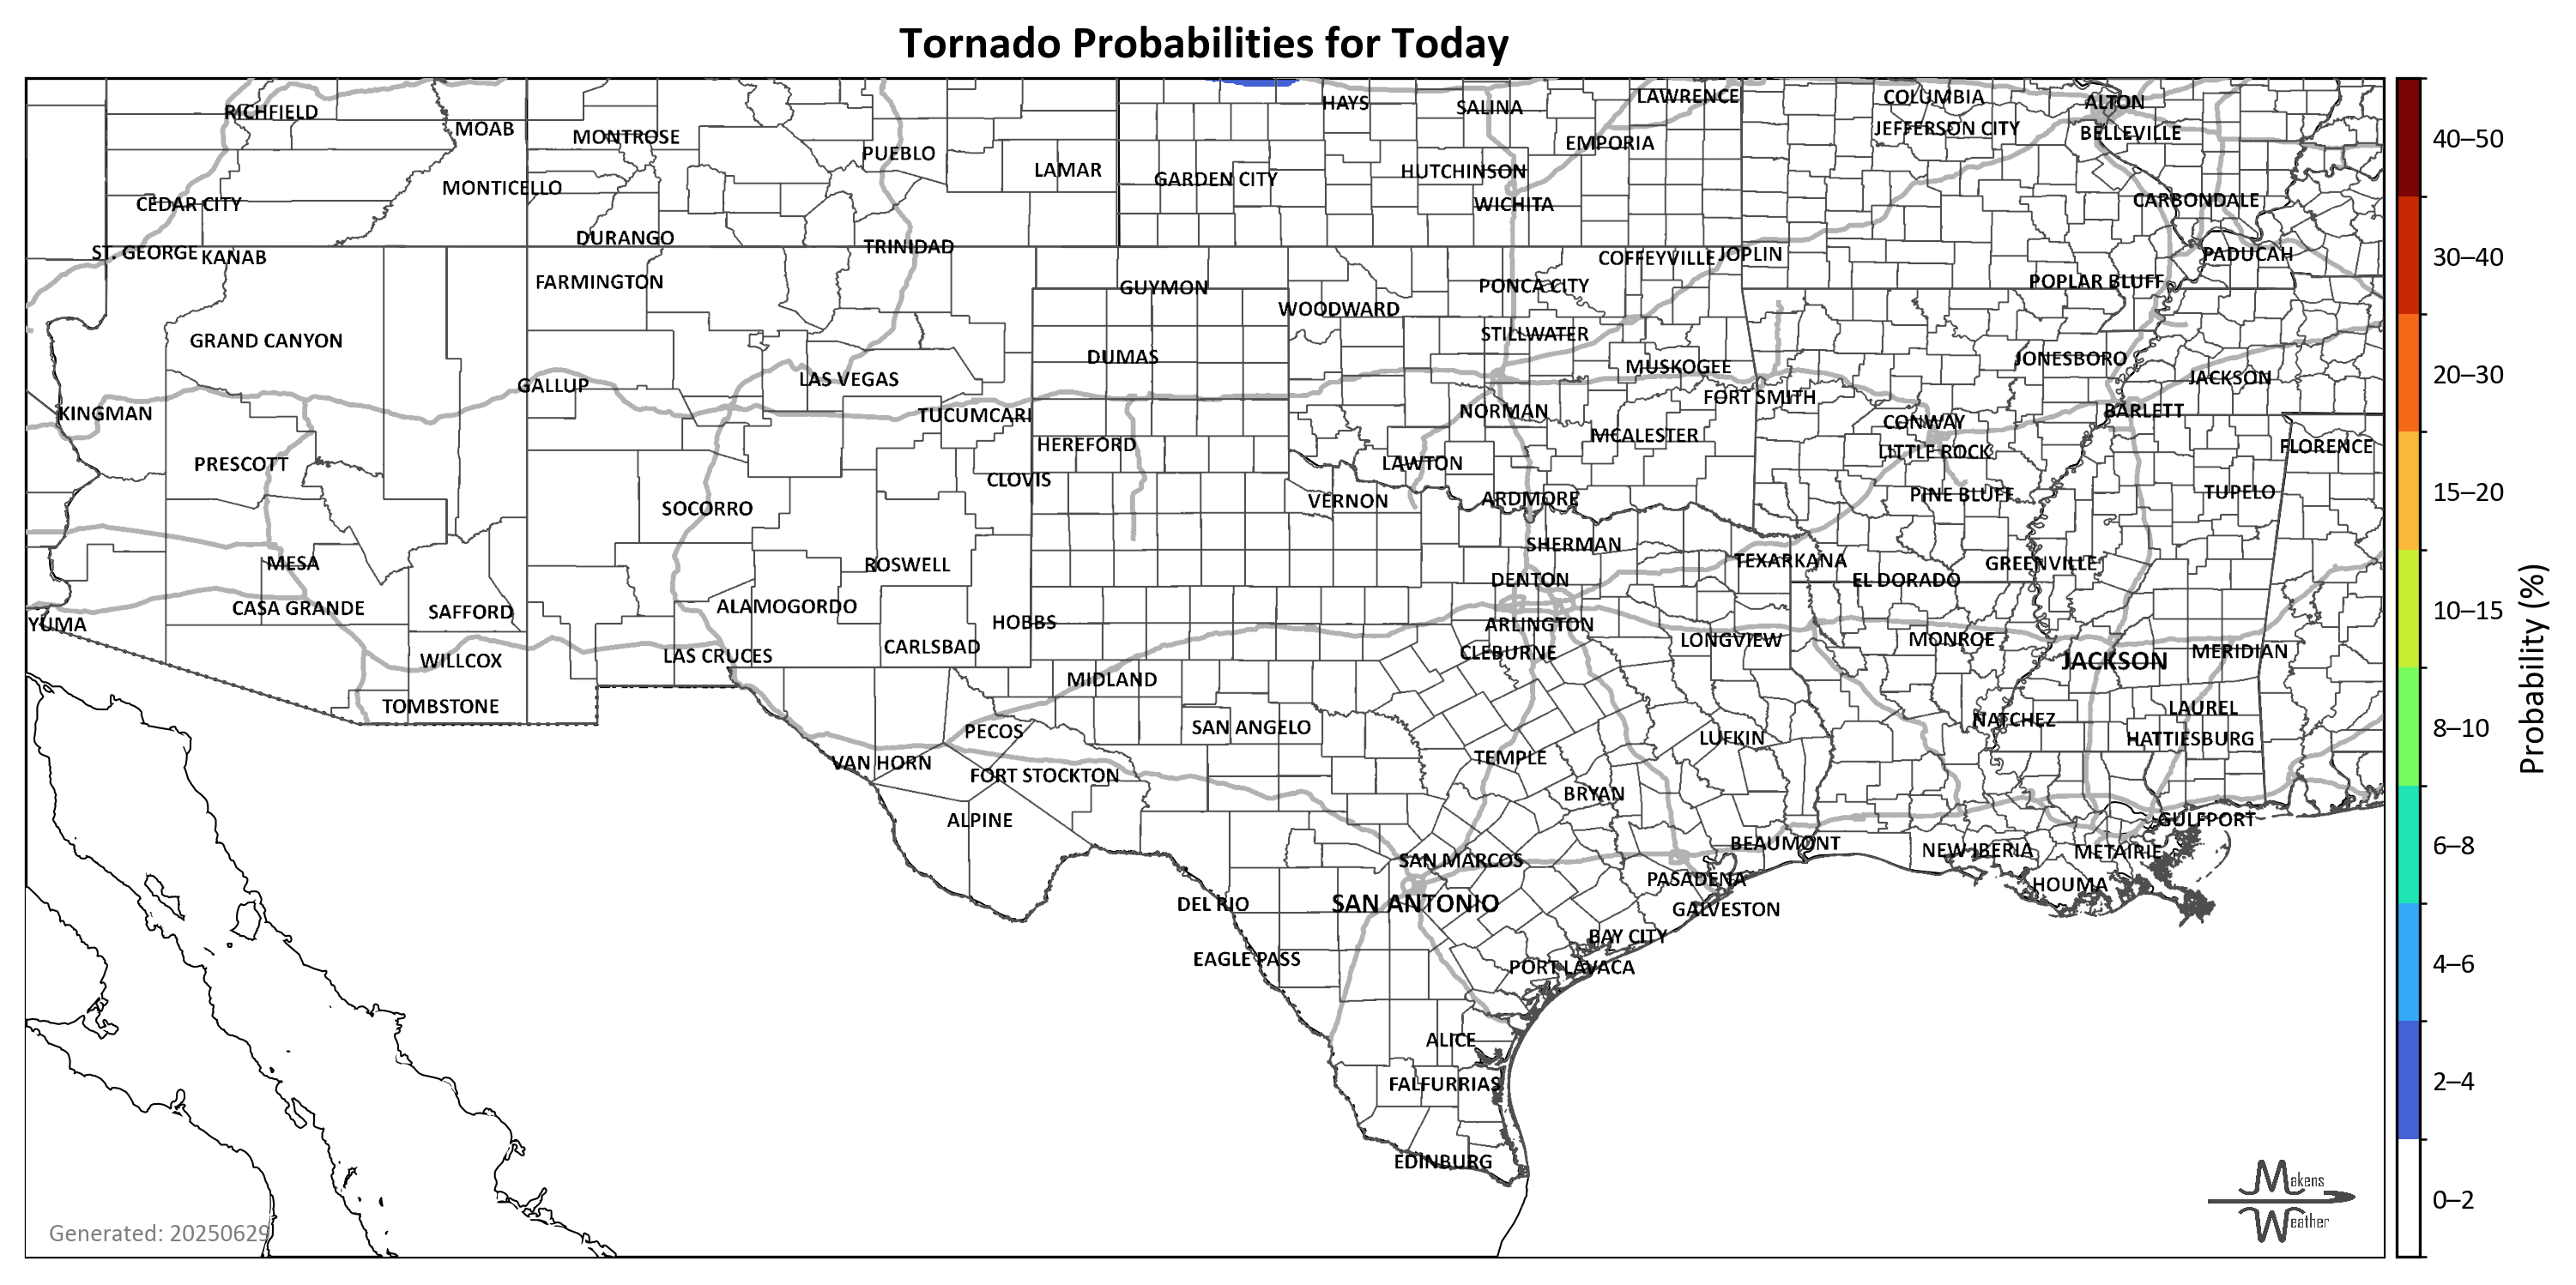 Tornado Probabilities for Today
RICHFIELD
MOAB
MONTROSE
PUEBLO
LAMAR
GARDEN CITY
HAYS
SALINA
LAWRENCE
EMPORIA
HUTCHINSON
WICHITA
COLUMBIA
JEFFERSON CITY
ALTON
BELLEVILLE
CARBONDALE
CEDAR CITY
MONTICELLO
ST. GEORGE
KANAB
DURANGO
TRINIDAD
FARMINGTON
GUYMON
WOODWARD
PONCA CITY
COFFEYVILLE
JOPLIN
POPLAR BLUFF
PADUCAH
GRAND CANYON
DUMAS
STILLWATER
MUSKOGEE
JONESBORO
JACKSON
KINGMAN
GALLUP
LAS VEGAS
TUCUMCARI
NORMAN
FORT SMITH
CONWAY
BARLETT
PRESCOTT
HEREFORD
CLOVIS
LAWTON
MCALESTER
LITTLE ROCK
FLORENCE
SOCORRO
VERNON
ARDMORE
PINE BLUFF
TUPELO
MESA
ROSWELL
SHERMAN
TEXARKANA
GREENVILLE
DENTON
EL DORADO
CASA GRANDE
SAFFORD
ALAMOGORDO
HOBBS
YUMA
ARLINGTON
CLEBURNE
LONGVIEW
MONROE
JACKSON
MERIDIAN
WILLCOX
LAS CRUCES
CARLSBAD
MIDLAND
TOMBSTONE
PECOS
SAN ANGELO
NATCHEZ
LAUREL
HATTIESBURG
VAN HORN
FORT STOCKTON
TEMPLE
LUFKIN
ALPINE
BRYAN
GULFPORT
SAN MARCOS
BEAUMONT
NEW IBERIA
METAIRIE
DEL RIO
SAN ANTONIO
PASADENA
GALVESTON
HOUMA
EAGLE PASS
BAY CITY
PORT LAVACA
ALICE
FALFURRIAS
EDINBURG
Generated: 20250629
Makens
Weather
40–50
30–40
20–30
15–20
10–15
8–10
6–8
4–6
2–4
0–2
Probability (%)